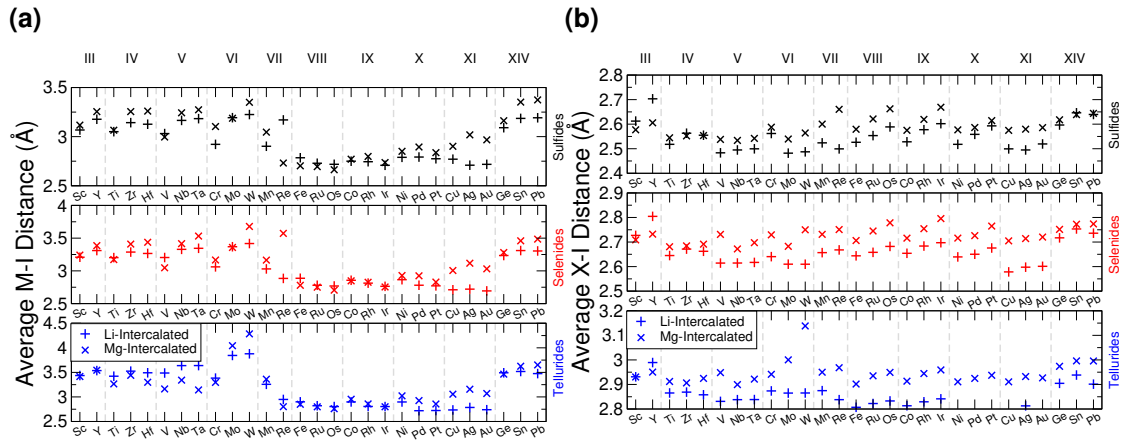 (a)
III IV V VI VII VIII IX X XI XIV
Average M-I Distance (Å)
3.5
3
2.5
Sulfides
Sc Y Ti Zr Hf V Nb Ta Cr Mo W Mn Re Fe Ru Os Co Rh Ir Ni Pd Pt Cu Ag Au Ge Sn Pb
4
3.5
3
2.5
Selenides
Sc Y Ti Zr Hf V Nb Ta Cr Mo W Mn Re Fe Ru Os Co Rh Ir Ni Pd Pt Cu Ag Au Ge Sn Pb
4.5
4
3.5
3
2.5
Li-Intercalated
Mg-Intercalated
Tellurides
Sc Y Ti Zr Hf V Nb Ta Cr Mo W Mn Re Fe Ru Os Co Rh Ir Ni Pd Pt Cu Ag Au Ge Sn Pb
(b)
III IV V VI VII VIII IX X XI XIV
Average X-I Distance (Å)
2.8
2.7
2.6
2.5
2.4
Sulfides
Sc Y Ti Zr Hf V Nb Ta Cr Mo W Mn Re Fe Ru Os Co Rh Ir Ni Pd Pt Cu Ag Au Ge Sn Pb
2.9
2.8
2.7
2.6
2.5
Selenides
Sc Y Ti Zr Hf V Nb Ta Cr Mo W Mn Re Fe Ru Os Co Rh Ir Ni Pd Pt Cu Ag Au Ge Sn Pb
3.2
3.1
3
2.9
2.8
Li-Intercalated
Mg-Intercalated
Tellurides
Sc Y Ti Zr Hf V Nb Ta Cr Mo W Mn Re Fe Ru Os Co Rh Ir Ni Pd Pt Cu Ag Au Ge Sn Pb